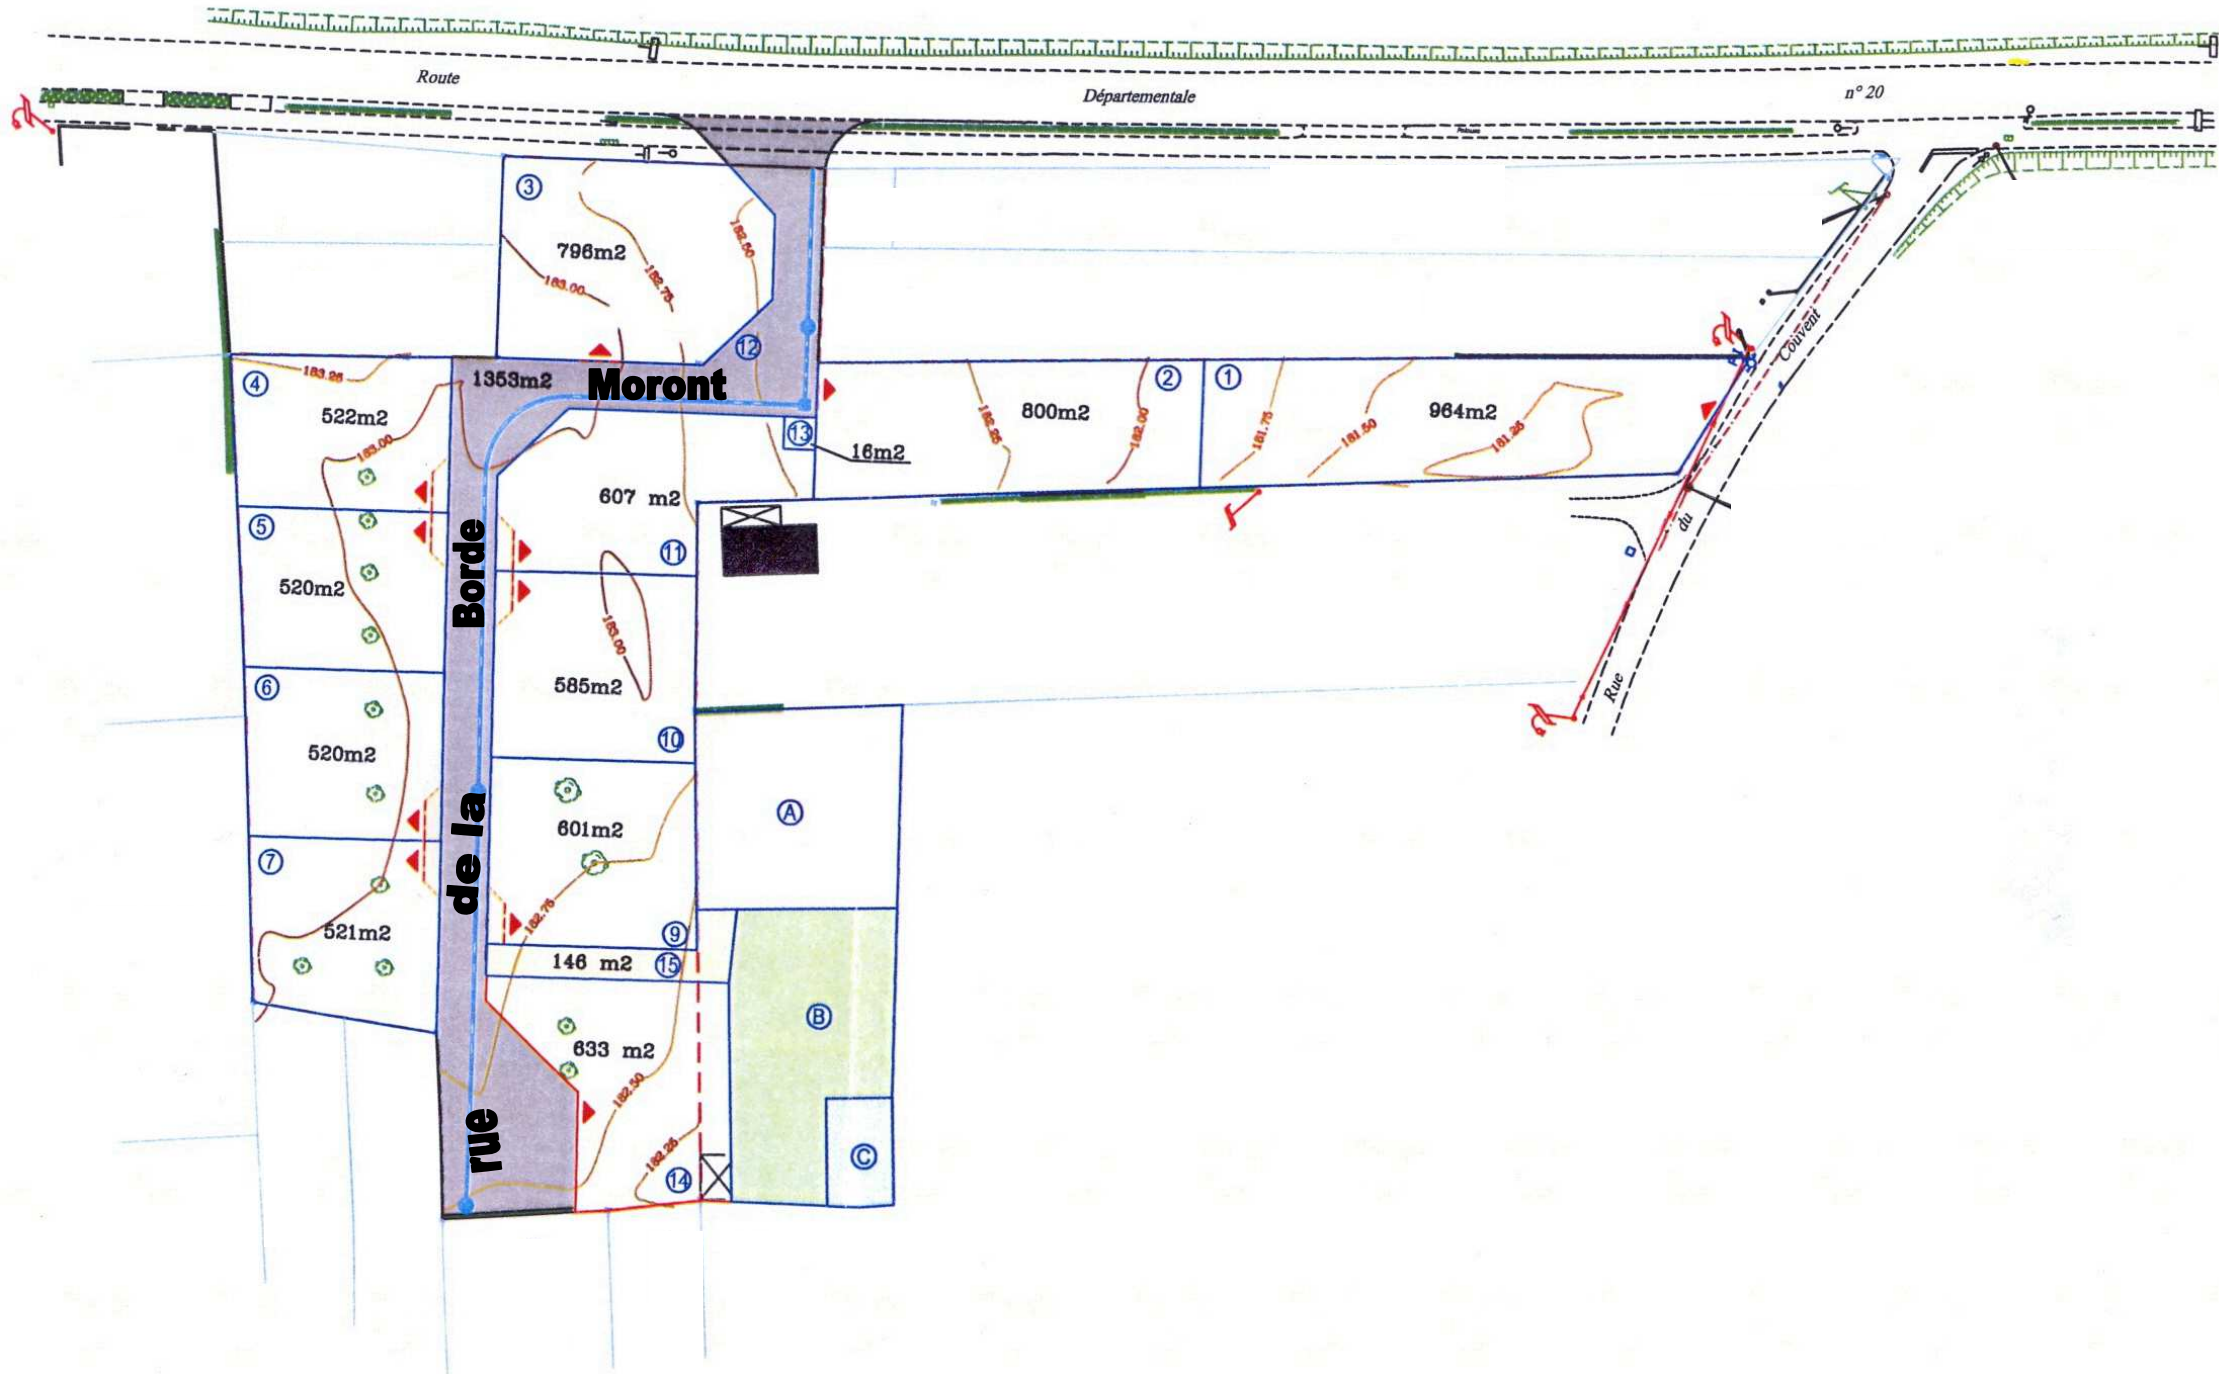 Route
Départementale
n° 20
3
796m2
182.50
182.75
183.00
12
Couvent
4
183.25
1353m2
Moront
2
1
522m2
800m2
964m2
183.00
182.25
182.00
181.75
181.50
181.25
13
16m2
607 m2
5
du
Borde
11
520m2
183.00
585m2
6
Rue
10
520m2
A
601m2
de la
7
182.75
521m2
9
146 m2
15
B
633 m2
182.50
rue
182.25
C
14